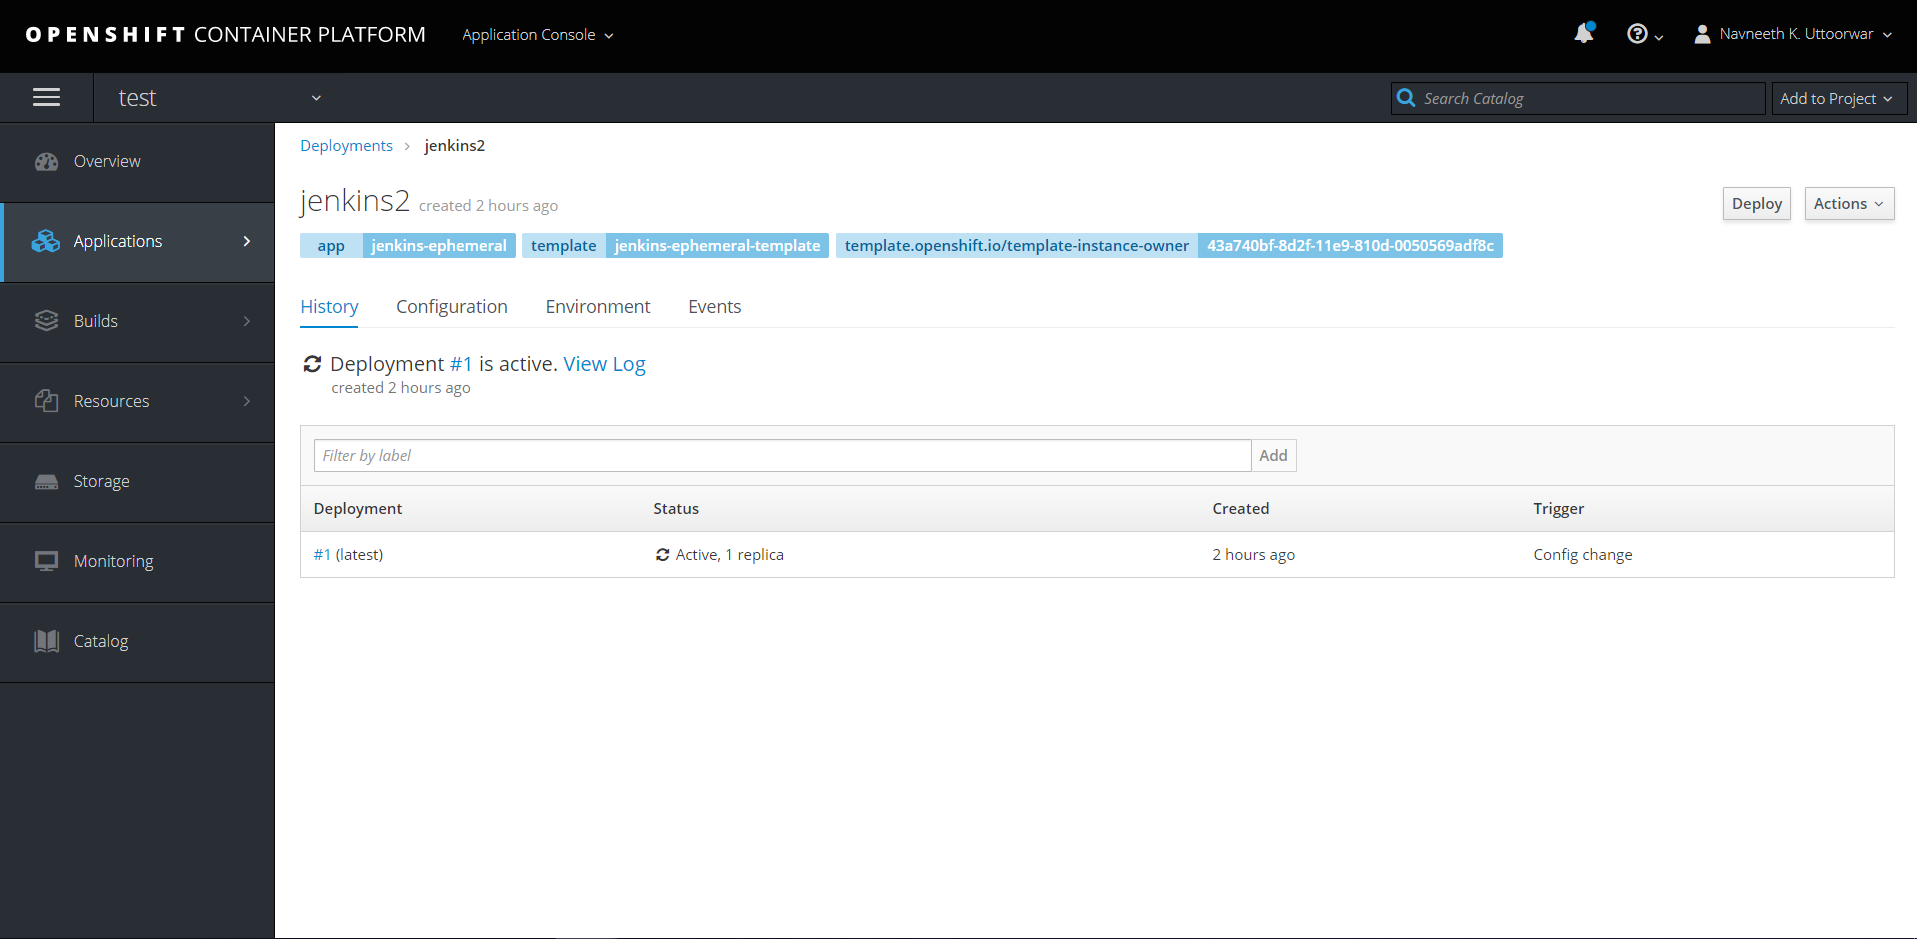 OPENSHIFT CONTAINER PLATFORM Application Console Navneeth K. Uttoorwar
test Search Catalog Add to Project
Overview
Applications
Builds
Resources
Storage
Monitoring
Catalog
Deployments > jenkins2
jenkins2 created 2 hours ago Deploy Actions
app jenkins-ephemeral template jenkins-ephemeral-template template.openshift.io/template-instance-owner 43a740bf-8d2f-11e9-810d-0050569adf8c
History Configuration Environment Events
Deployment #1 is active. View Log
created 2 hours ago
Filter by label Add
Deployment Status Created Trigger
#1 (latest) Active, 1 replica 2 hours ago Config change